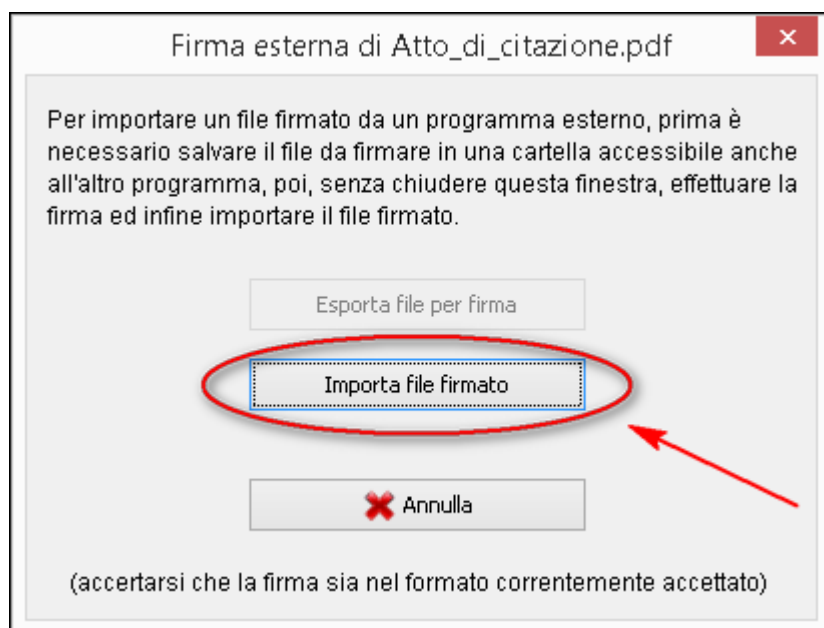 Firma esterna di Atto_di_citazione.pdf
Per importare un file firmato da un programma esterno, prima è
necessario salvare il file da firmare in una cartella accessibile anche
all'altro programma, poi, senza chiudere questa finestra, effettuare la
firma ed infine importare il file firmato.
Esporta file per firma
Importa file firmato
Annulla
(accertarsi che la firma sia nel formato correntemente accettato)